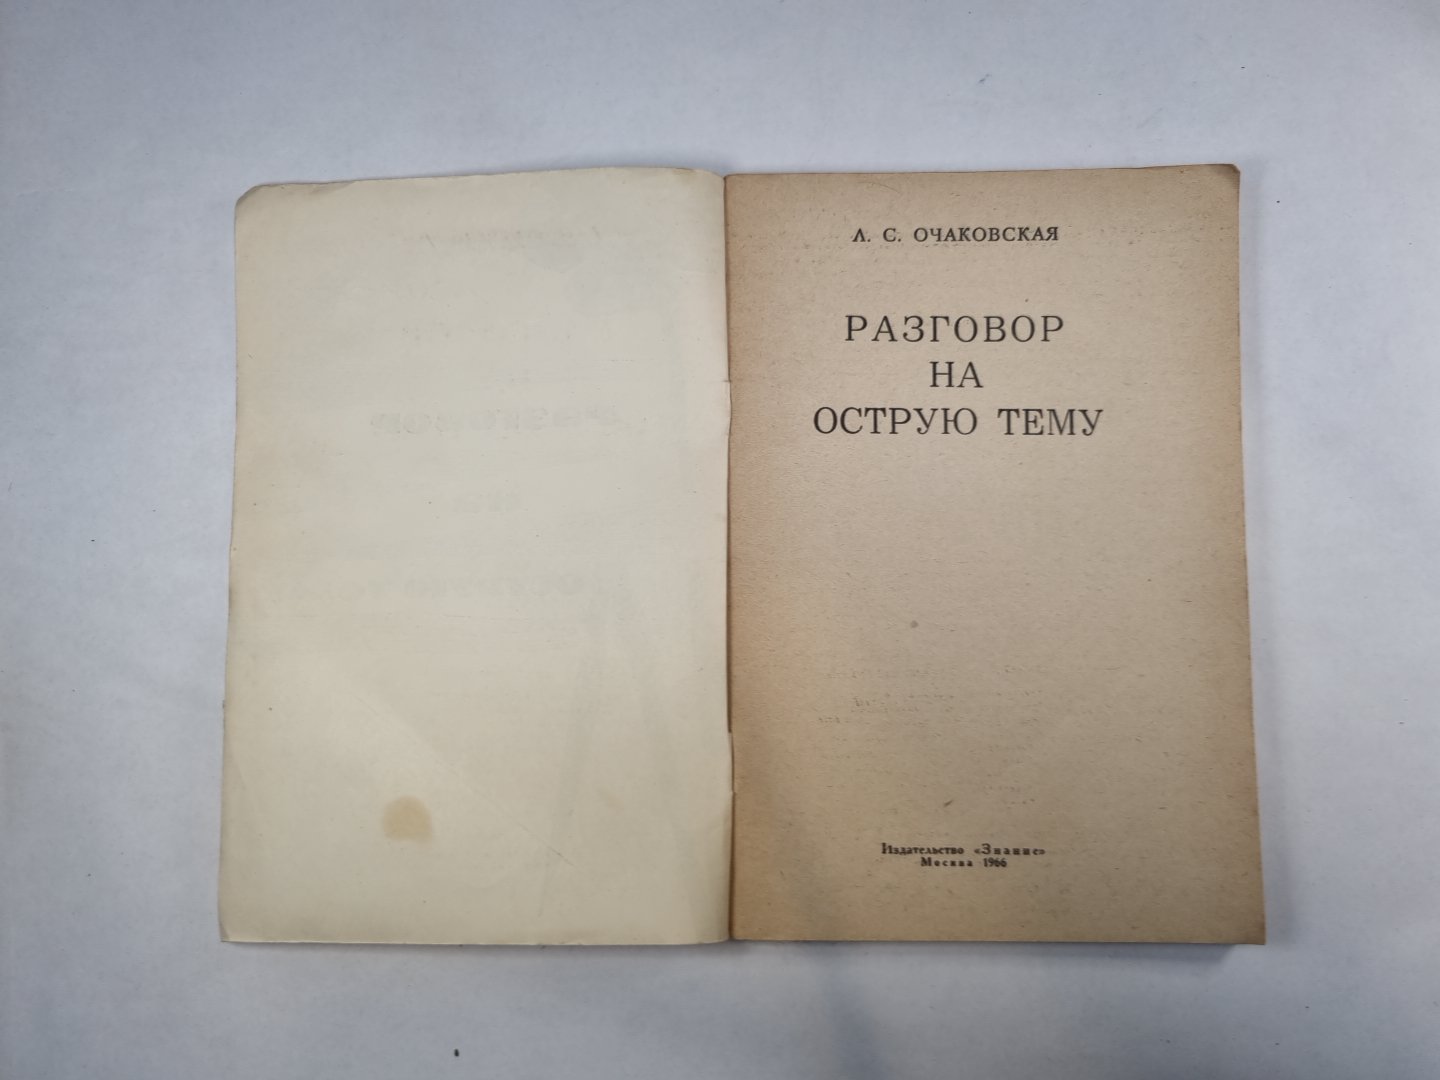 Л. С. ОЧАКОВСКАЯ
РАЗГОВОР
НА
ОСТРУЮ ТЕМУ
Издательство «Знание»
Москва 1966